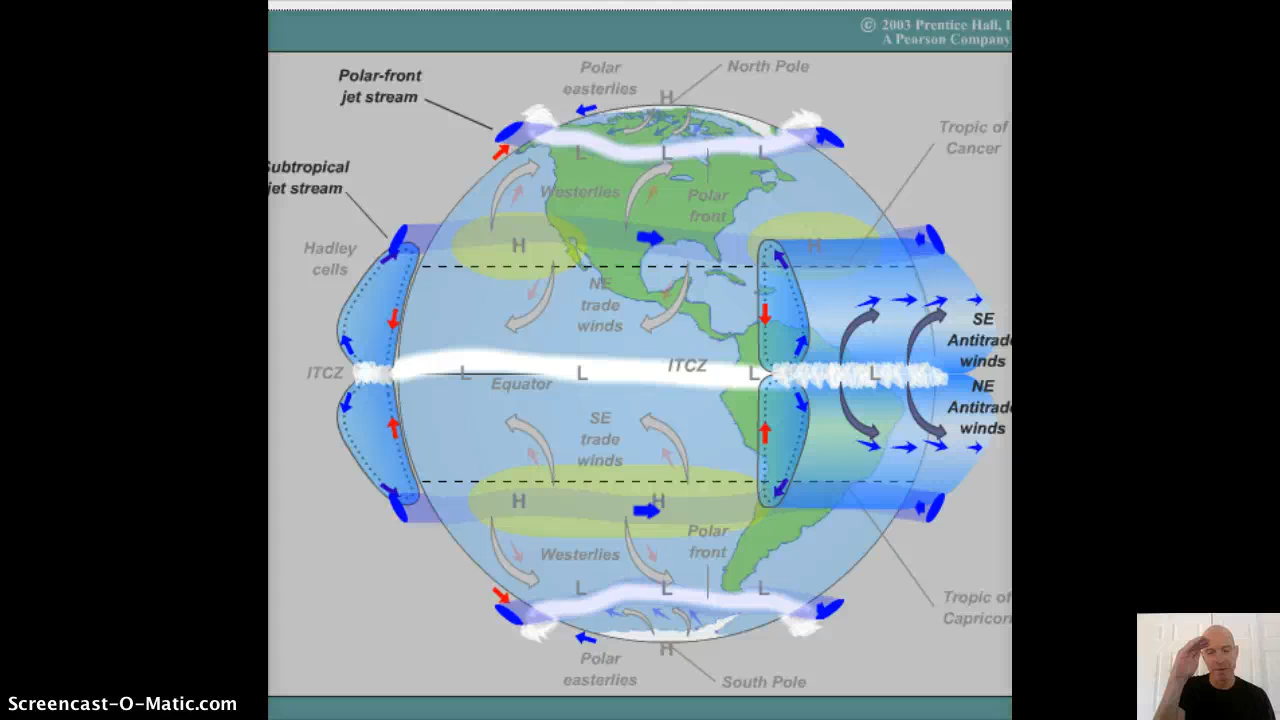 © 2003 Prentice Hall, I
A Pearson Company
Polar-front
jet stream
Polar
easterlies
North Pole
H
Tropic of
Cancer
L
L
L
Subtropical
jet stream
Westerlies
Polar
front
Hadley
cells
H
H
NE
trade
winds
SE
Antitrad
winds
ITCZ
ITCZ
L
L
L
L
Equator
NE
Antitrad
winds
SE
trade
winds
H
H
Westerlies
Polar
front
L
L
L
Tropic of
Capricorn
Polar
easterlies
H
South Pole
Screencast-O-Matic.com